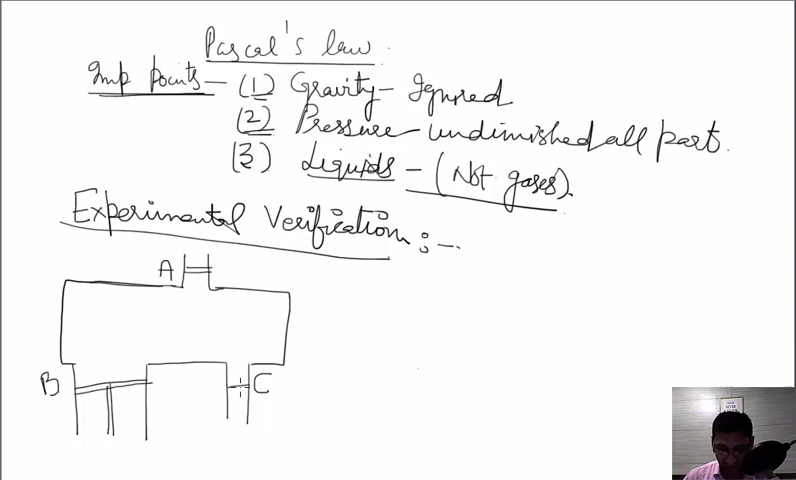 Pascal's law
Imp points - (1) Gravity - Ignored
(2) Pressure - undiminished all part.
(3) Liquids - (Not gases).
Experimental Verification :-
A
B
C